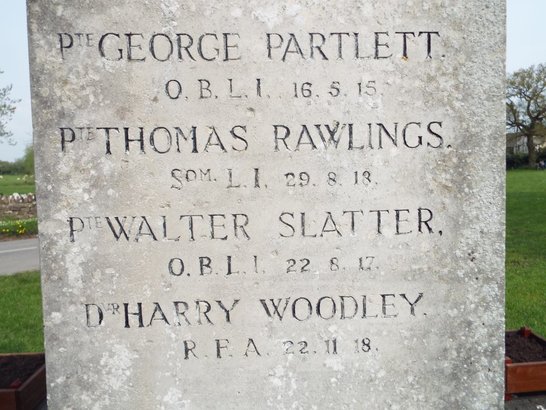 Pte GEORGE PARTLETT.
O.B.L.I. 16.5.15.
Pte THOMAS RAWLINGS.
SOM. L.I. 29.8.18.
Pte WALTER SLATTER.
O.B.L.I. 22.8.17.
Dvr HARRY WOODLEY.
R.F.A. 22.11.18.